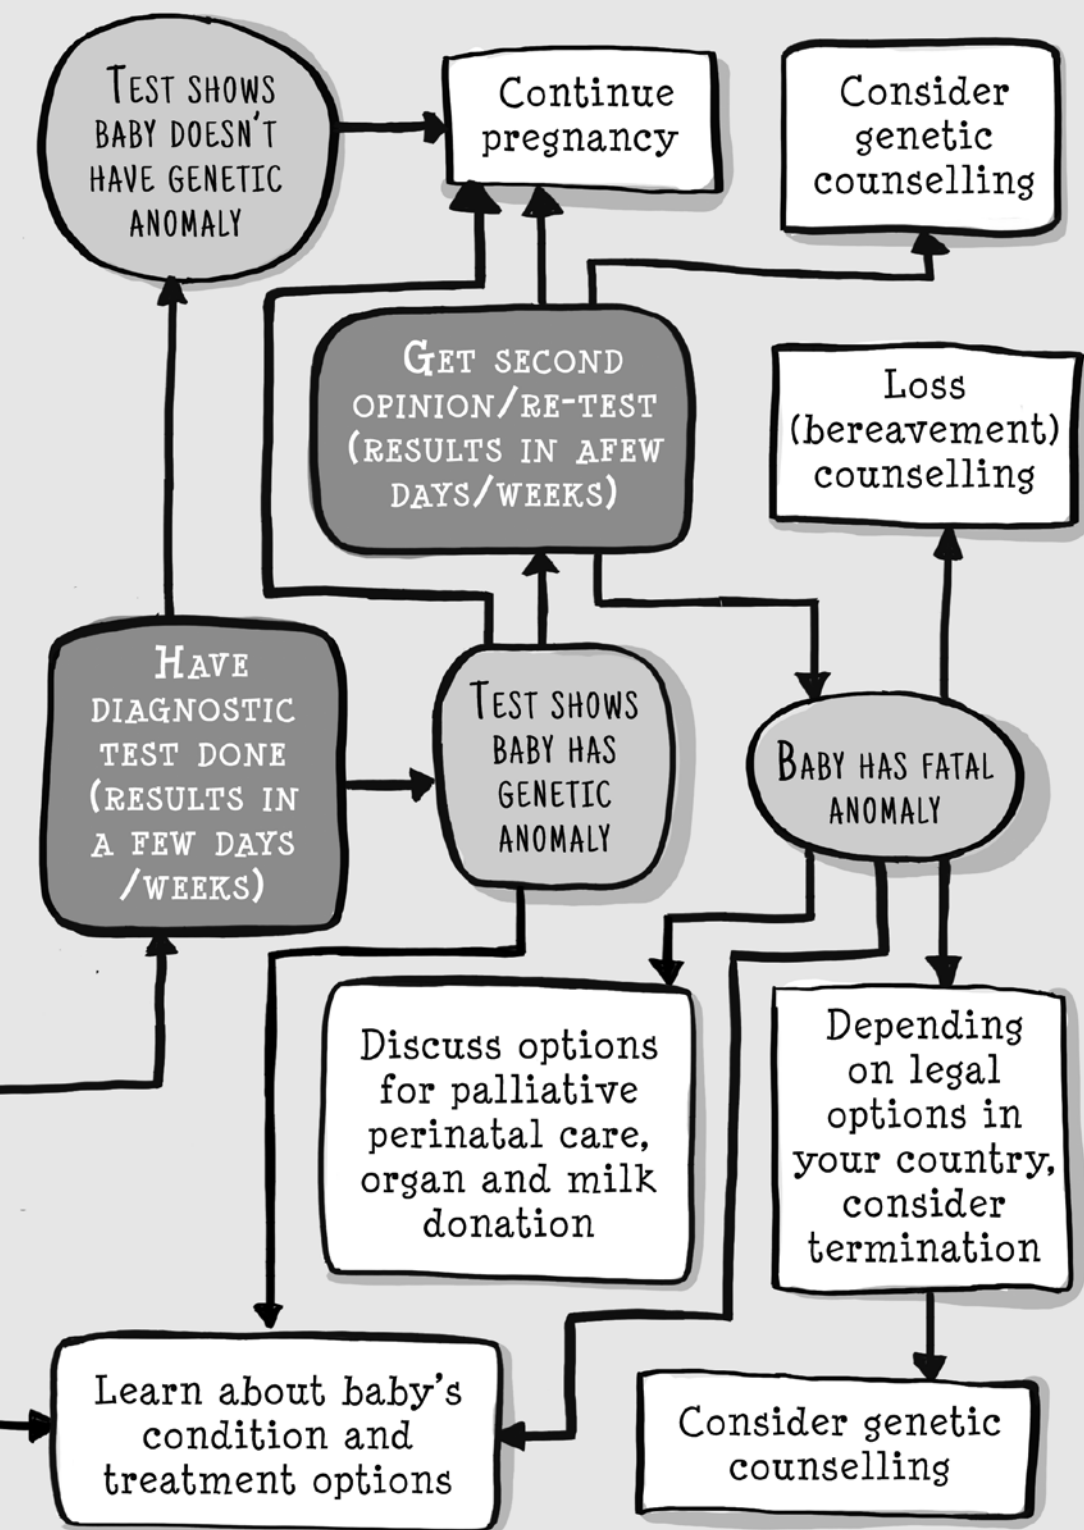 TEST SHOWS
BABY DOESN'T
HAVE GENETIC
ANOMALY
Continue
pregnancy
Consider
genetic
counselling
GET SECOND
OPINION/RE-TEST
(RESULTS IN AFEW
DAYS/WEEKS)
Loss
(bereavement)
counselling
HAVE
DIAGNOSTIC
TEST DONE
(RESULTS IN
A FEW DAYS
/WEEKS)
TEST SHOWS
BABY HAS
GENETIC
ANOMALY
BABY HAS FATAL
ANOMALY
Discuss options
for palliative
perinatal care,
organ and milk
donation
Depending
on legal
options in
your country,
consider
termination
Learn about baby's
condition and
treatment options
Consider genetic
counselling